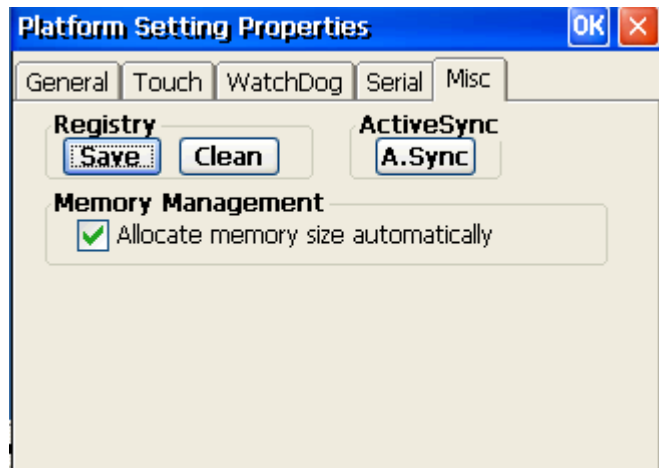 Platform Setting Properties OK
General Touch WatchDog Serial Misc
Registry ActiveSync
Save Clean A.Sync
Memory Management
Allocate memory size automatically